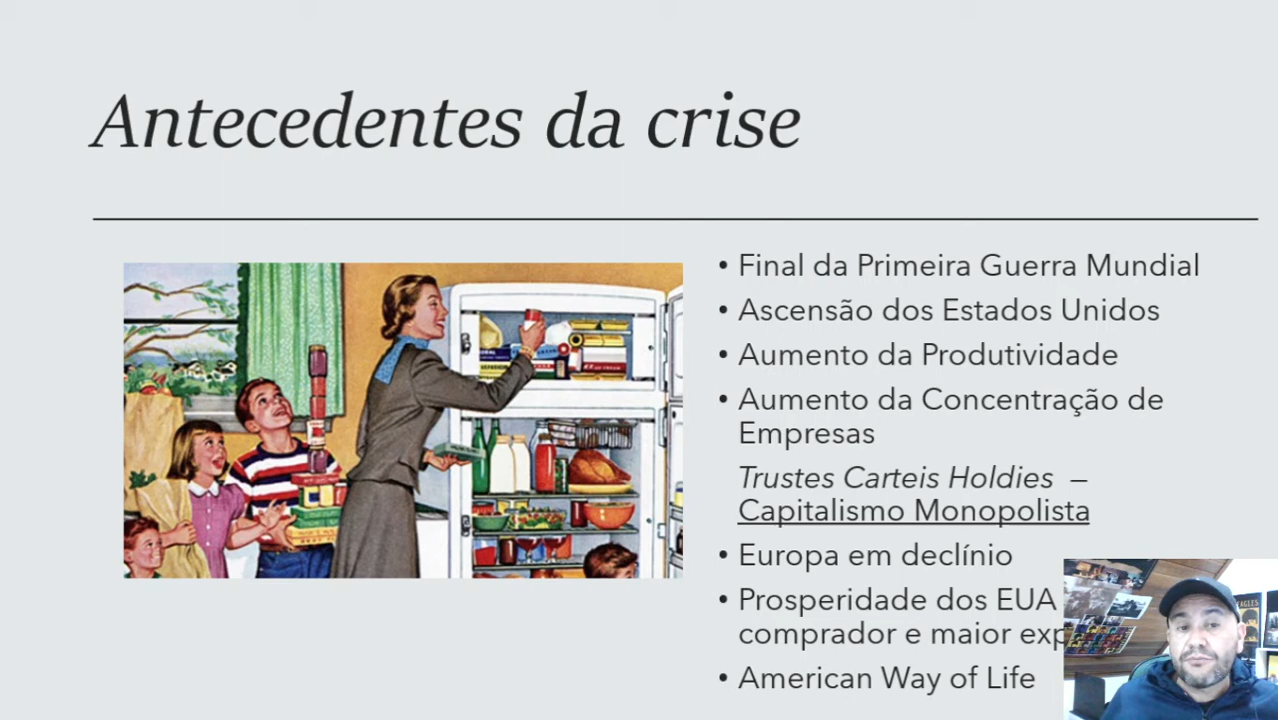 Antecedentes da crise
• Final da Primeira Guerra Mundial
• Ascensão dos Estados Unidos
• Aumento da Produtividade
• Aumento da Concentração de
Empresas
Trustes Carteis Holdies –
Capitalismo Monopolista
• Europa em declínio
• Prosperidade dos EUA
comprador e maior
• American Way of Life
EAGLES